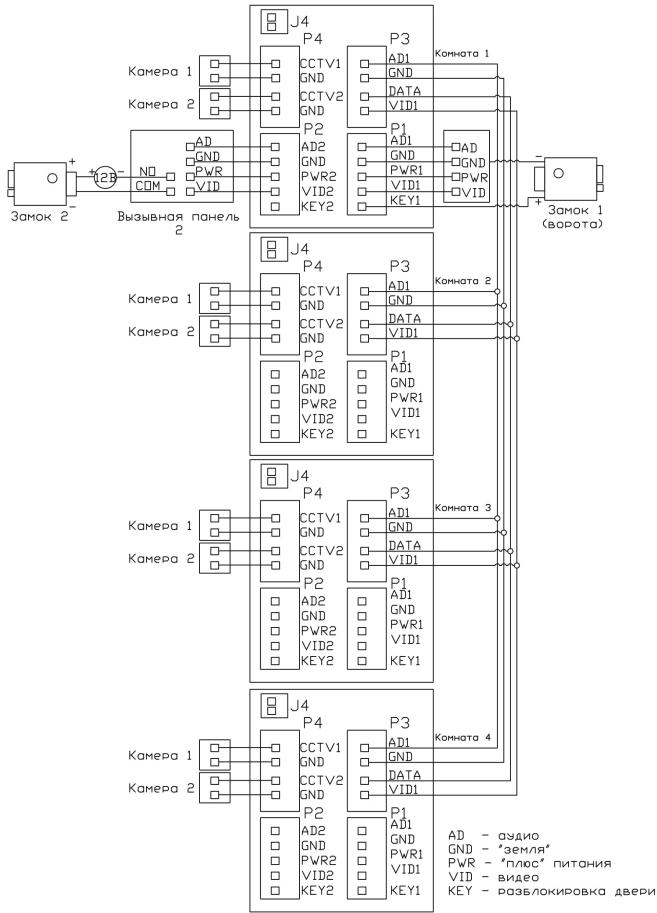 J4
P4 P3
Комната 1
CCTV1 AD1
GND GND
CCTV2 DATA
GND VID1
Камера 1
Камера 2
P2 P1
AD AD2 AD1 AD
GND GND GND GND
PWR PWR2 PWR1 PWR
VID VID2 VID1 VID
KEY2 KEY1
+ - 12В + -
NO
COM
Замок 2
Вызывная панель
2
- +
Замок 1
(ворота)
J4
P4 P3
Комната 2
CCTV1 AD1
GND GND
CCTV2 DATA
GND VID1
Камера 1
Камера 2
P2 P1
AD2 AD1
GND GND
PWR2 PWR1
VID2 VID1
KEY2 KEY1
J4
P4 P3
Комната 3
CCTV1 AD1
GND GND
CCTV2 DATA
GND VID1
Камера 1
Камера 2
P2 P1
AD2 AD1
GND GND
PWR2 PWR1
VID2 VID1
KEY2 KEY1
J4
P4 P3
Комната 4
CCTV1 AD1
GND GND
CCTV2 DATA
GND VID1
Камера 1
Камера 2
P2 P1
AD2 AD1
GND GND
PWR2 PWR1
VID2 VID1
KEY2 KEY1
AD - аудио
GND - "земля"
PWR - "плюс" питания
VID - видео
KEY - разблокировка двери